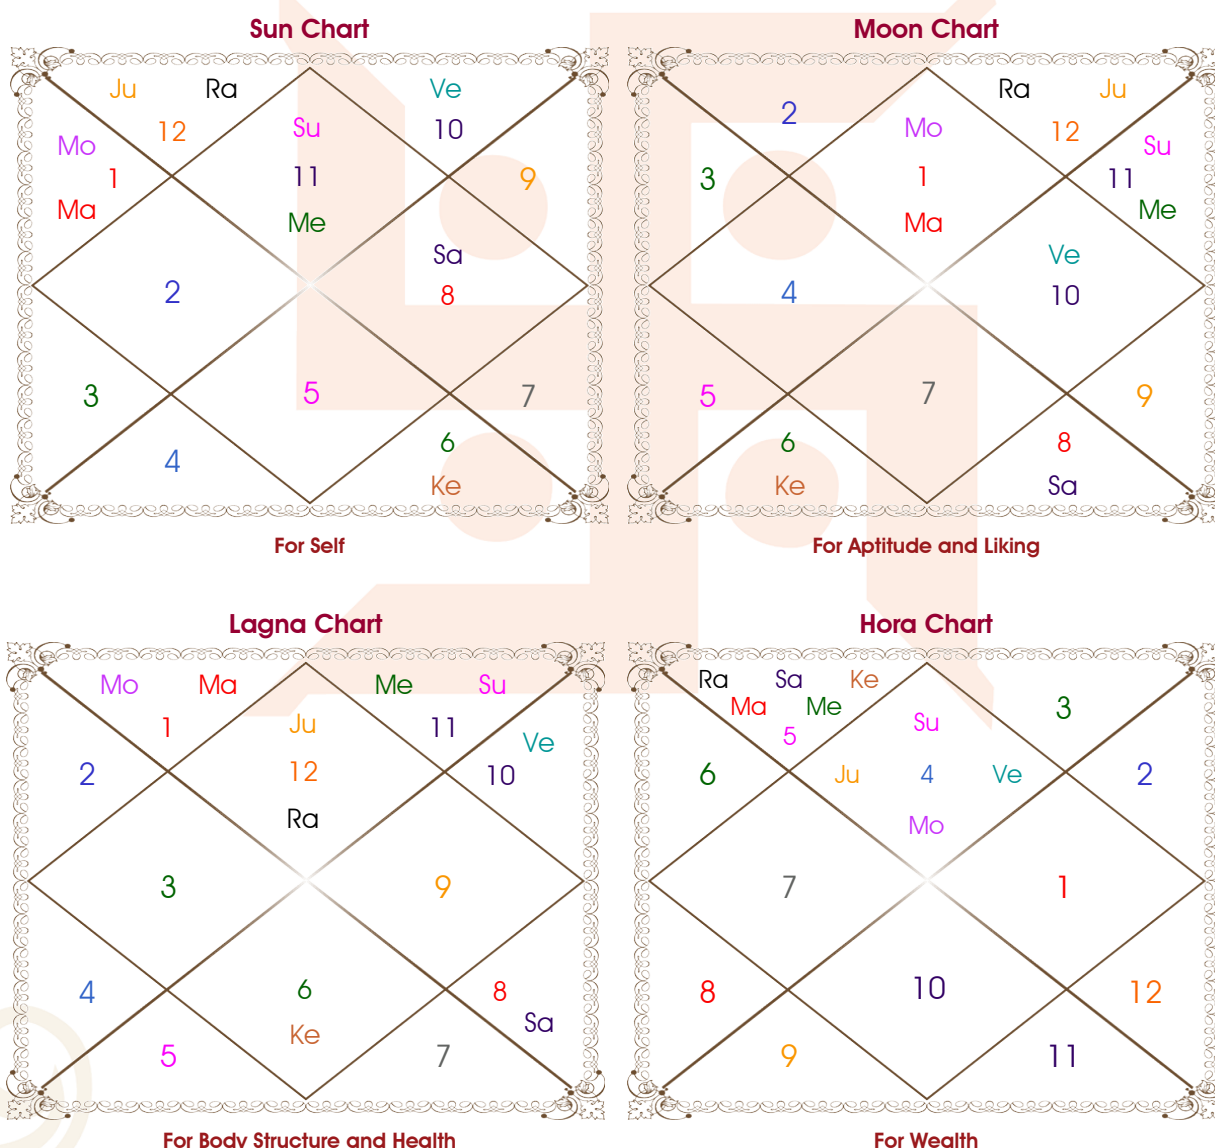 Sun Chart
Ju Ra Ve
12 Su 10
Mo
1 11 9
Ma Me
Sa
2 8
3 5 7
4 6
Ke
For Self
Moon Chart
Ra Ju
2 Mo 12
Su
3 1 11
Ma Me
Ve
4 10
5 7 9
6 8
Ke Sa
For Aptitude and Liking
Lagna Chart
Mo Ma Me Su
1 Ju 11
Ve
2 12 10
Ra
3 9
4 6 8
Ke Sa
5 7
For Body Structure and Health
Hora Chart
Ra Sa Ke
Ma Me 3
5 Su
6 Ju 4 Ve 2
Mo
7 1
8 10 12
9 11
For Wealth